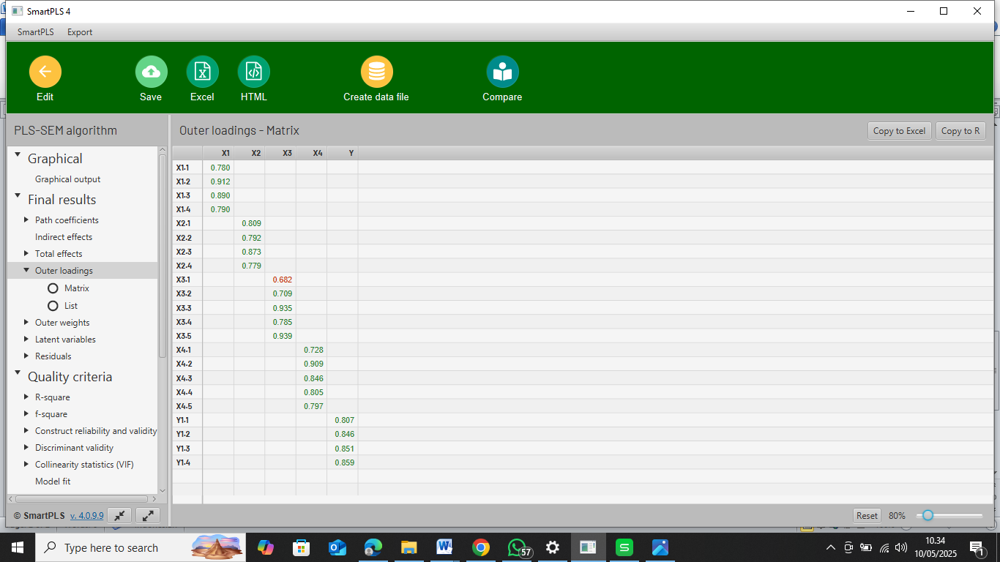 SmartPLS 4
SmartPLS Export
Edit Save Excel HTML Create data file Compare
PLS-SEM algorithm
Graphical
Graphical output
Final results
Path coefficients
Indirect effects
Total effects
Outer loadings
Matrix
List
Outer weights
Latent variables
Residuals
Quality criteria
R-square
f-square
Construct reliability and validity
Discriminant validity
Collinearity statistics (VIF)
Model fit
© SmartPLS v. 4.0.9.9
Outer loadings - Matrix Copy to Excel Copy to R
X1 X2 X3 X4 Y
X1.1 0.780
X1.2 0.912
X1.3 0.890
X1.4 0.790
X2.1 0.809
X2.2 0.792
X2.3 0.873
X2.4 0.779
X3.1 0.682
X3.2 0.709
X3.3 0.935
X3.4 0.785
X3.5 0.939
X4.1 0.728
X4.2 0.909
X4.3 0.846
X4.4 0.805
X4.5 0.797
Y1.1 0.807
Y1.2 0.846
Y1.3 0.851
Y1.4 0.859
Reset 80%
Type here to search
57
10.34
10/05/2025
1